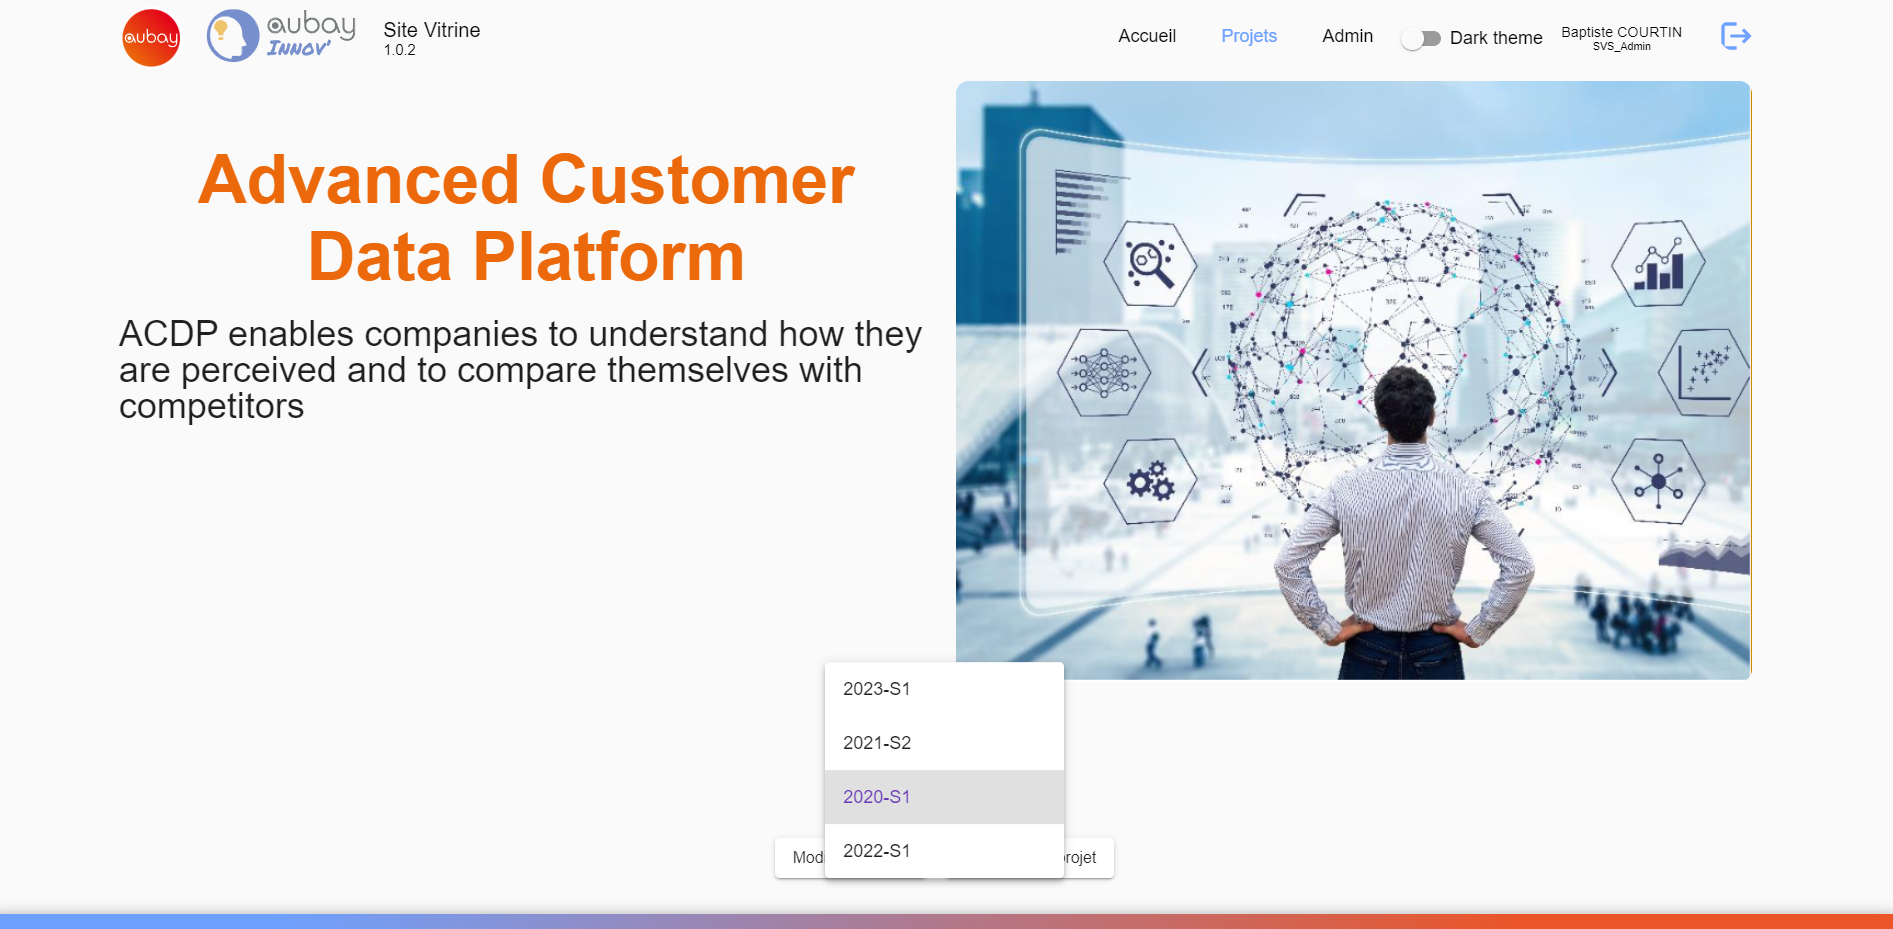 aubay
aubay
INNOV'
Site Vitrine
1.0.2
Accueil
Projets
Admin
Dark theme
Baptiste COURTIN
SVS_Admin
Advanced Customer
Data Platform
ACDP enables companies to understand how they
are perceived and to compare themselves with
competitors
2023-S1
2021-S2
2020-S1
2022-S1
Mod
rojet